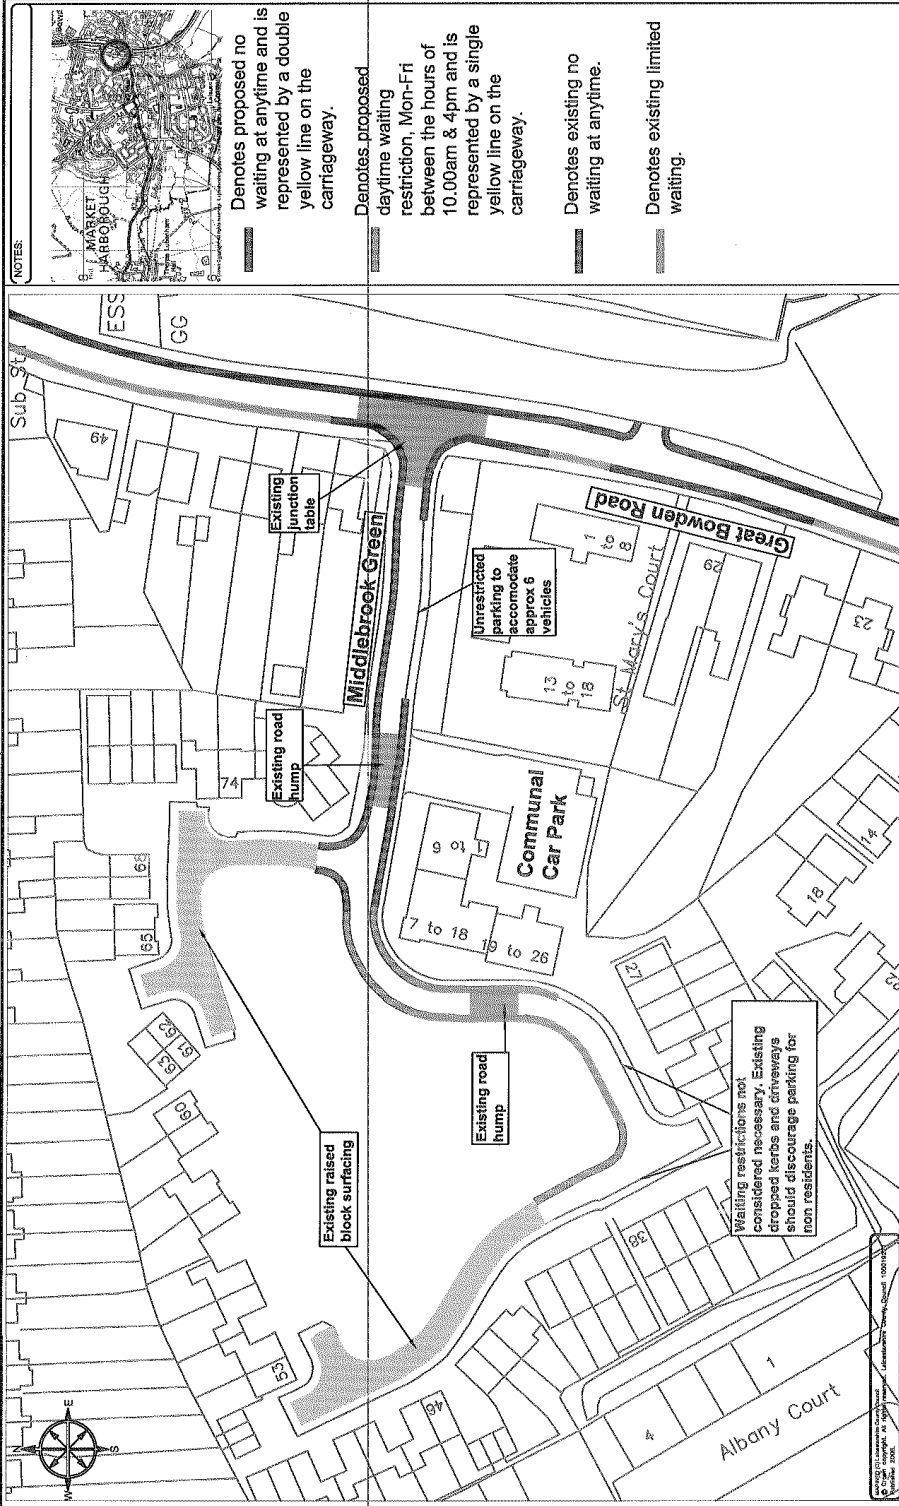 NOTES:
MARKET
HARBOROUGH
Denotes proposed no
waiting at anytime and is
represented by a double
yellow line on the
carriageway.
Denotes proposed
daytime waiting
restriction, Mon-Fri
between the hours of
10.00am & 4pm and is
represented by a single
yellow line on the
carriageway.
Denotes existing no
waiting at anytime.
Denotes existing limited
waiting.
N
E
S
W
Sub St
ESS
GG
49
Existing
junction
table
Middlebrook Green
Great Bowden Road
Unrestricted
parking to
accomodate
approx 6
vehicles
1
to
8
St Mary's Court
29
23
13
to
18
Existing road
hump
74
68
65
62
61
63
60
Communal
Car Park
1 to 6
7 to 18
19 to 26
27
14
18
22
Existing road
hump
Existing raised
block surfacing
Waiting restrictions not
considered necessary. Existing
dropped kerbs and driveways
should discourage parking for
non residents.
38
53
46
4
1
Albany Court